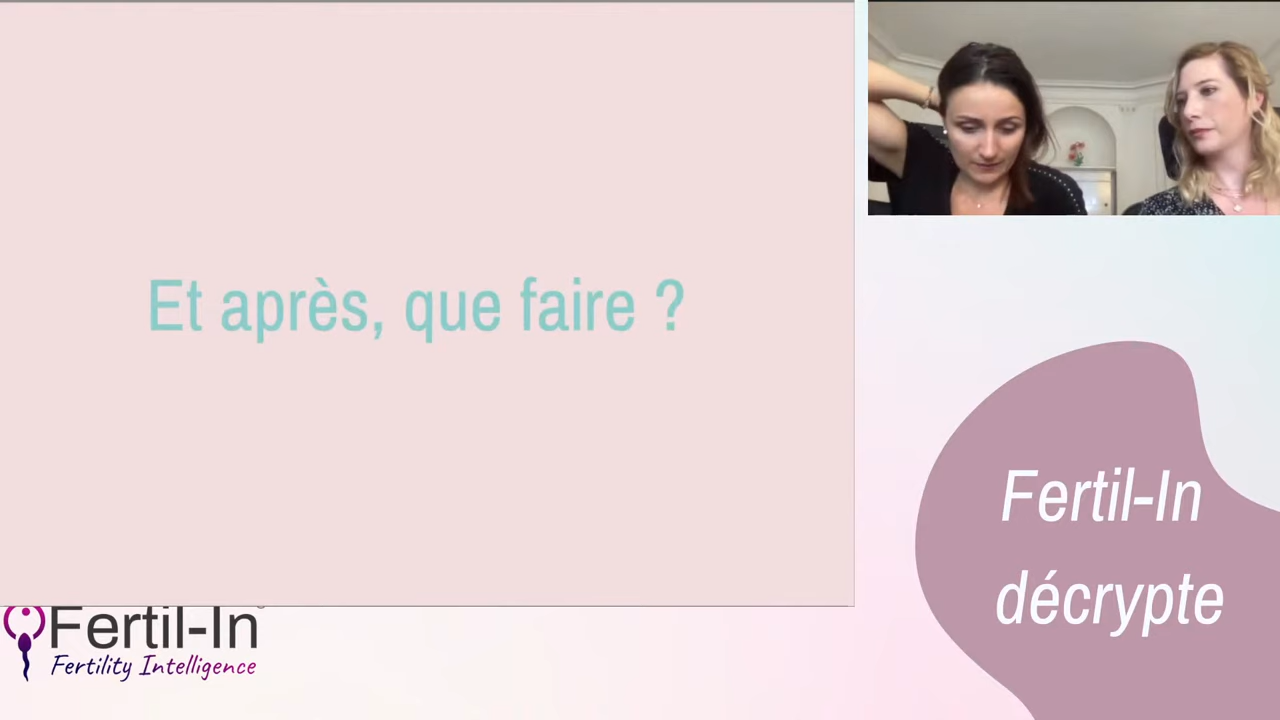 Et après, que faire ?
Fertil-In
décrypte
Fertil-In
Fertility Intelligence